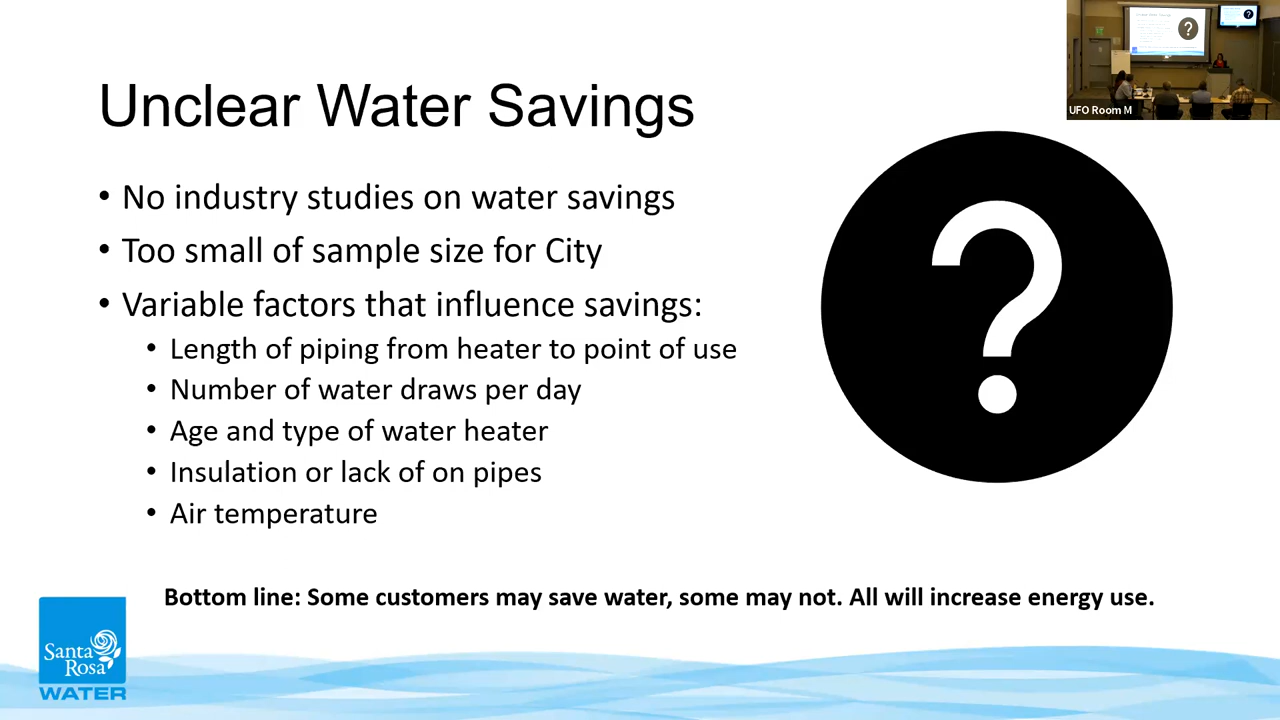 UFO Room M
Unclear Water Savings
• No industry studies on water savings
• Too small of sample size for City
• Variable factors that influence savings:
• Length of piping from heater to point of use
• Number of water draws per day
• Age and type of water heater
• Insulation or lack of on pipes
• Air temperature
?
Bottom line: Some customers may save water, some may not. All will increase energy use.
Santa
Rosa
WATER